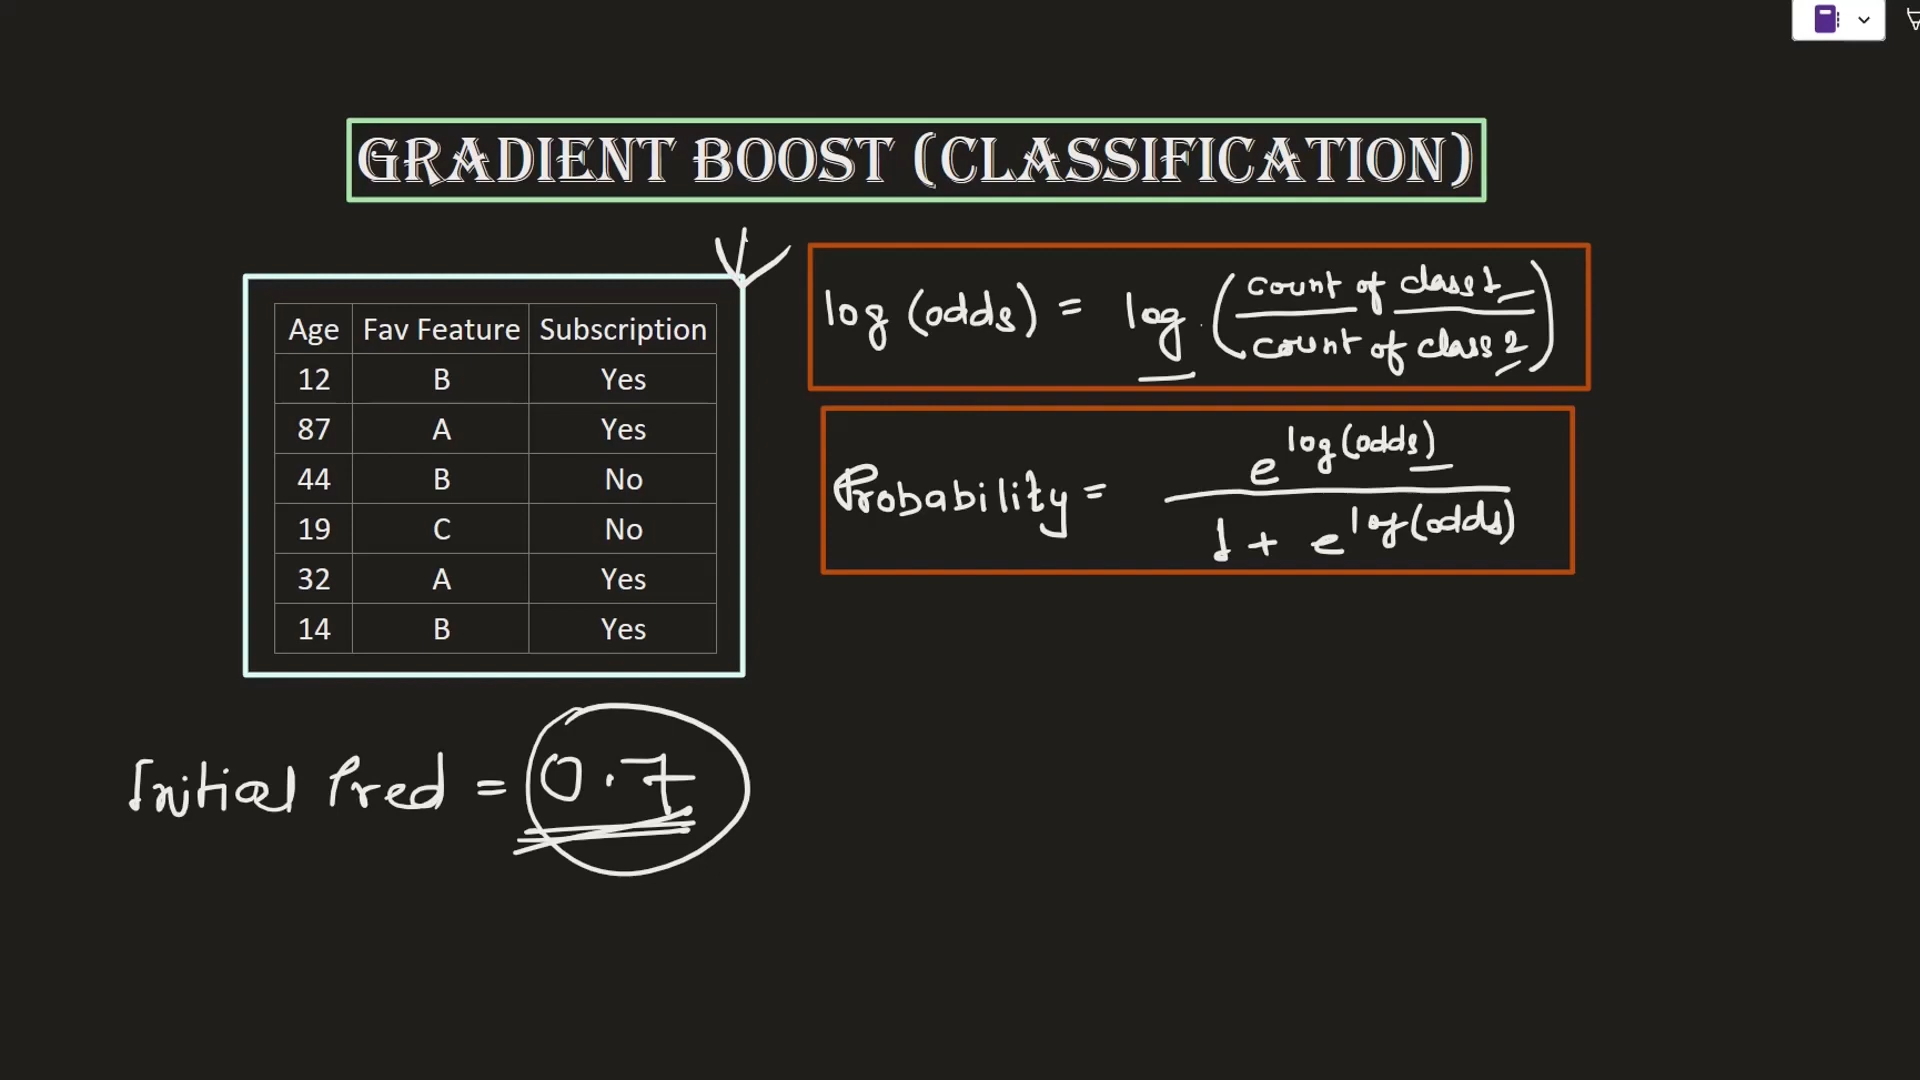 GRADIENT BOOST (CLASSIFICATION)
Age Fav Feature Subscription
12 B Yes
87 A Yes
44 B No
19 C No
32 A Yes
14 B Yes
log (odds) = log (count of class 1 / count of class 2)
Probability = e^log(odds) / 1 + e^log(odds)
Initial Pred = 0.7